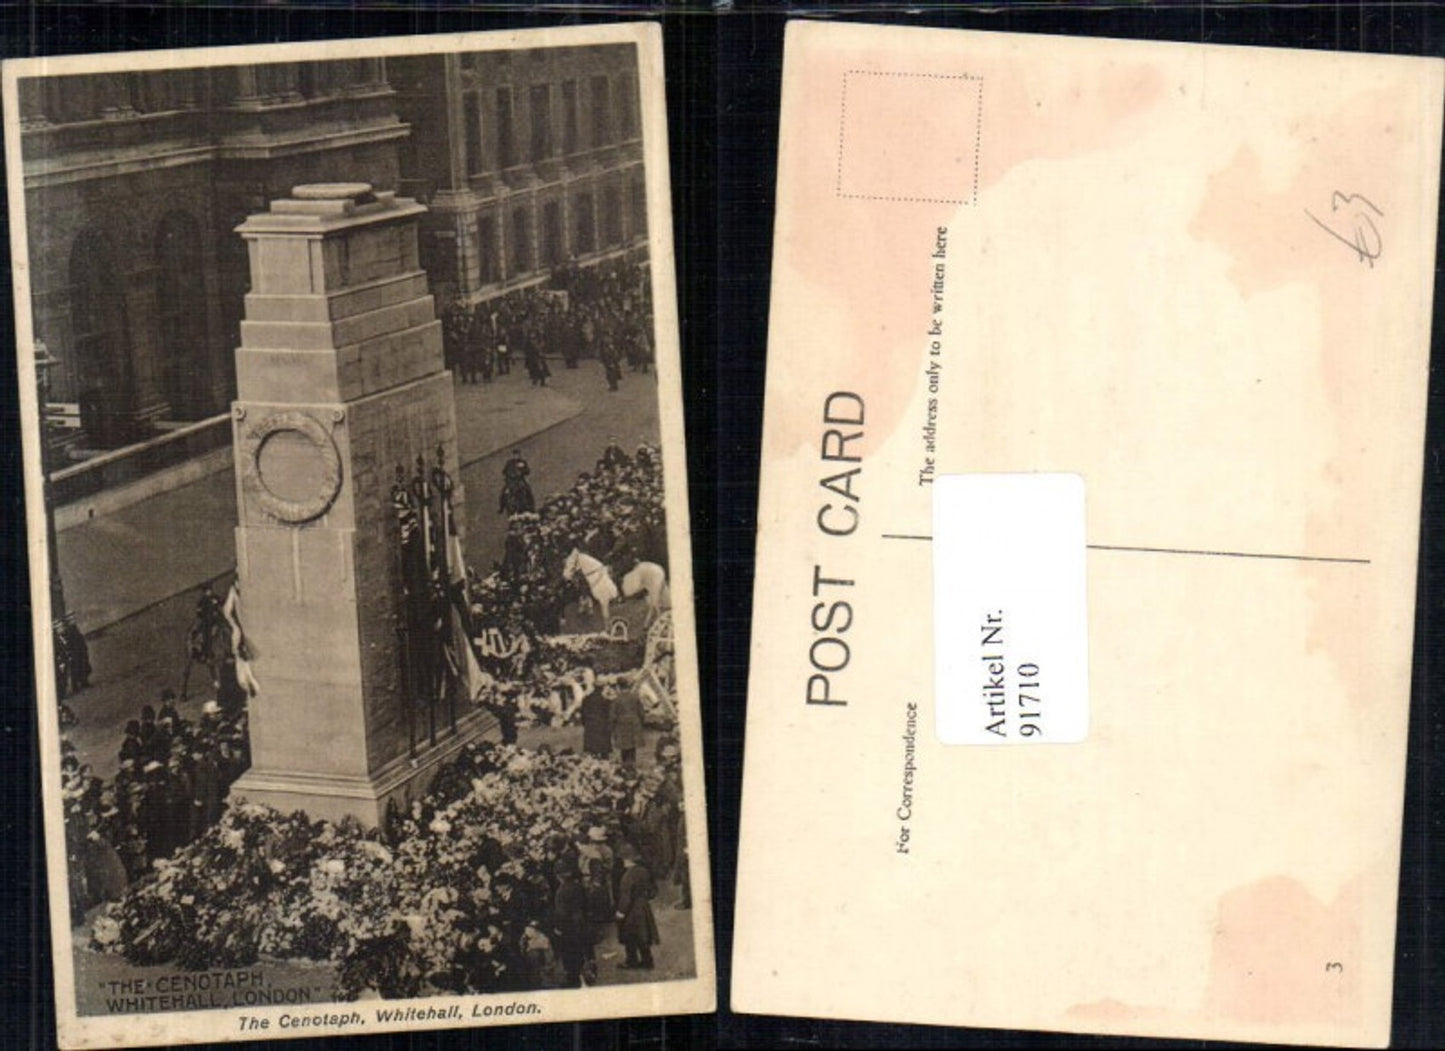 "THE CENOTAPH,
WHITEHALL, LONDON."
The Cenotaph, Whitehall, London.
POST CARD
The address only to be written here
For Correspondence
Artikel Nr.
91710
€3
3